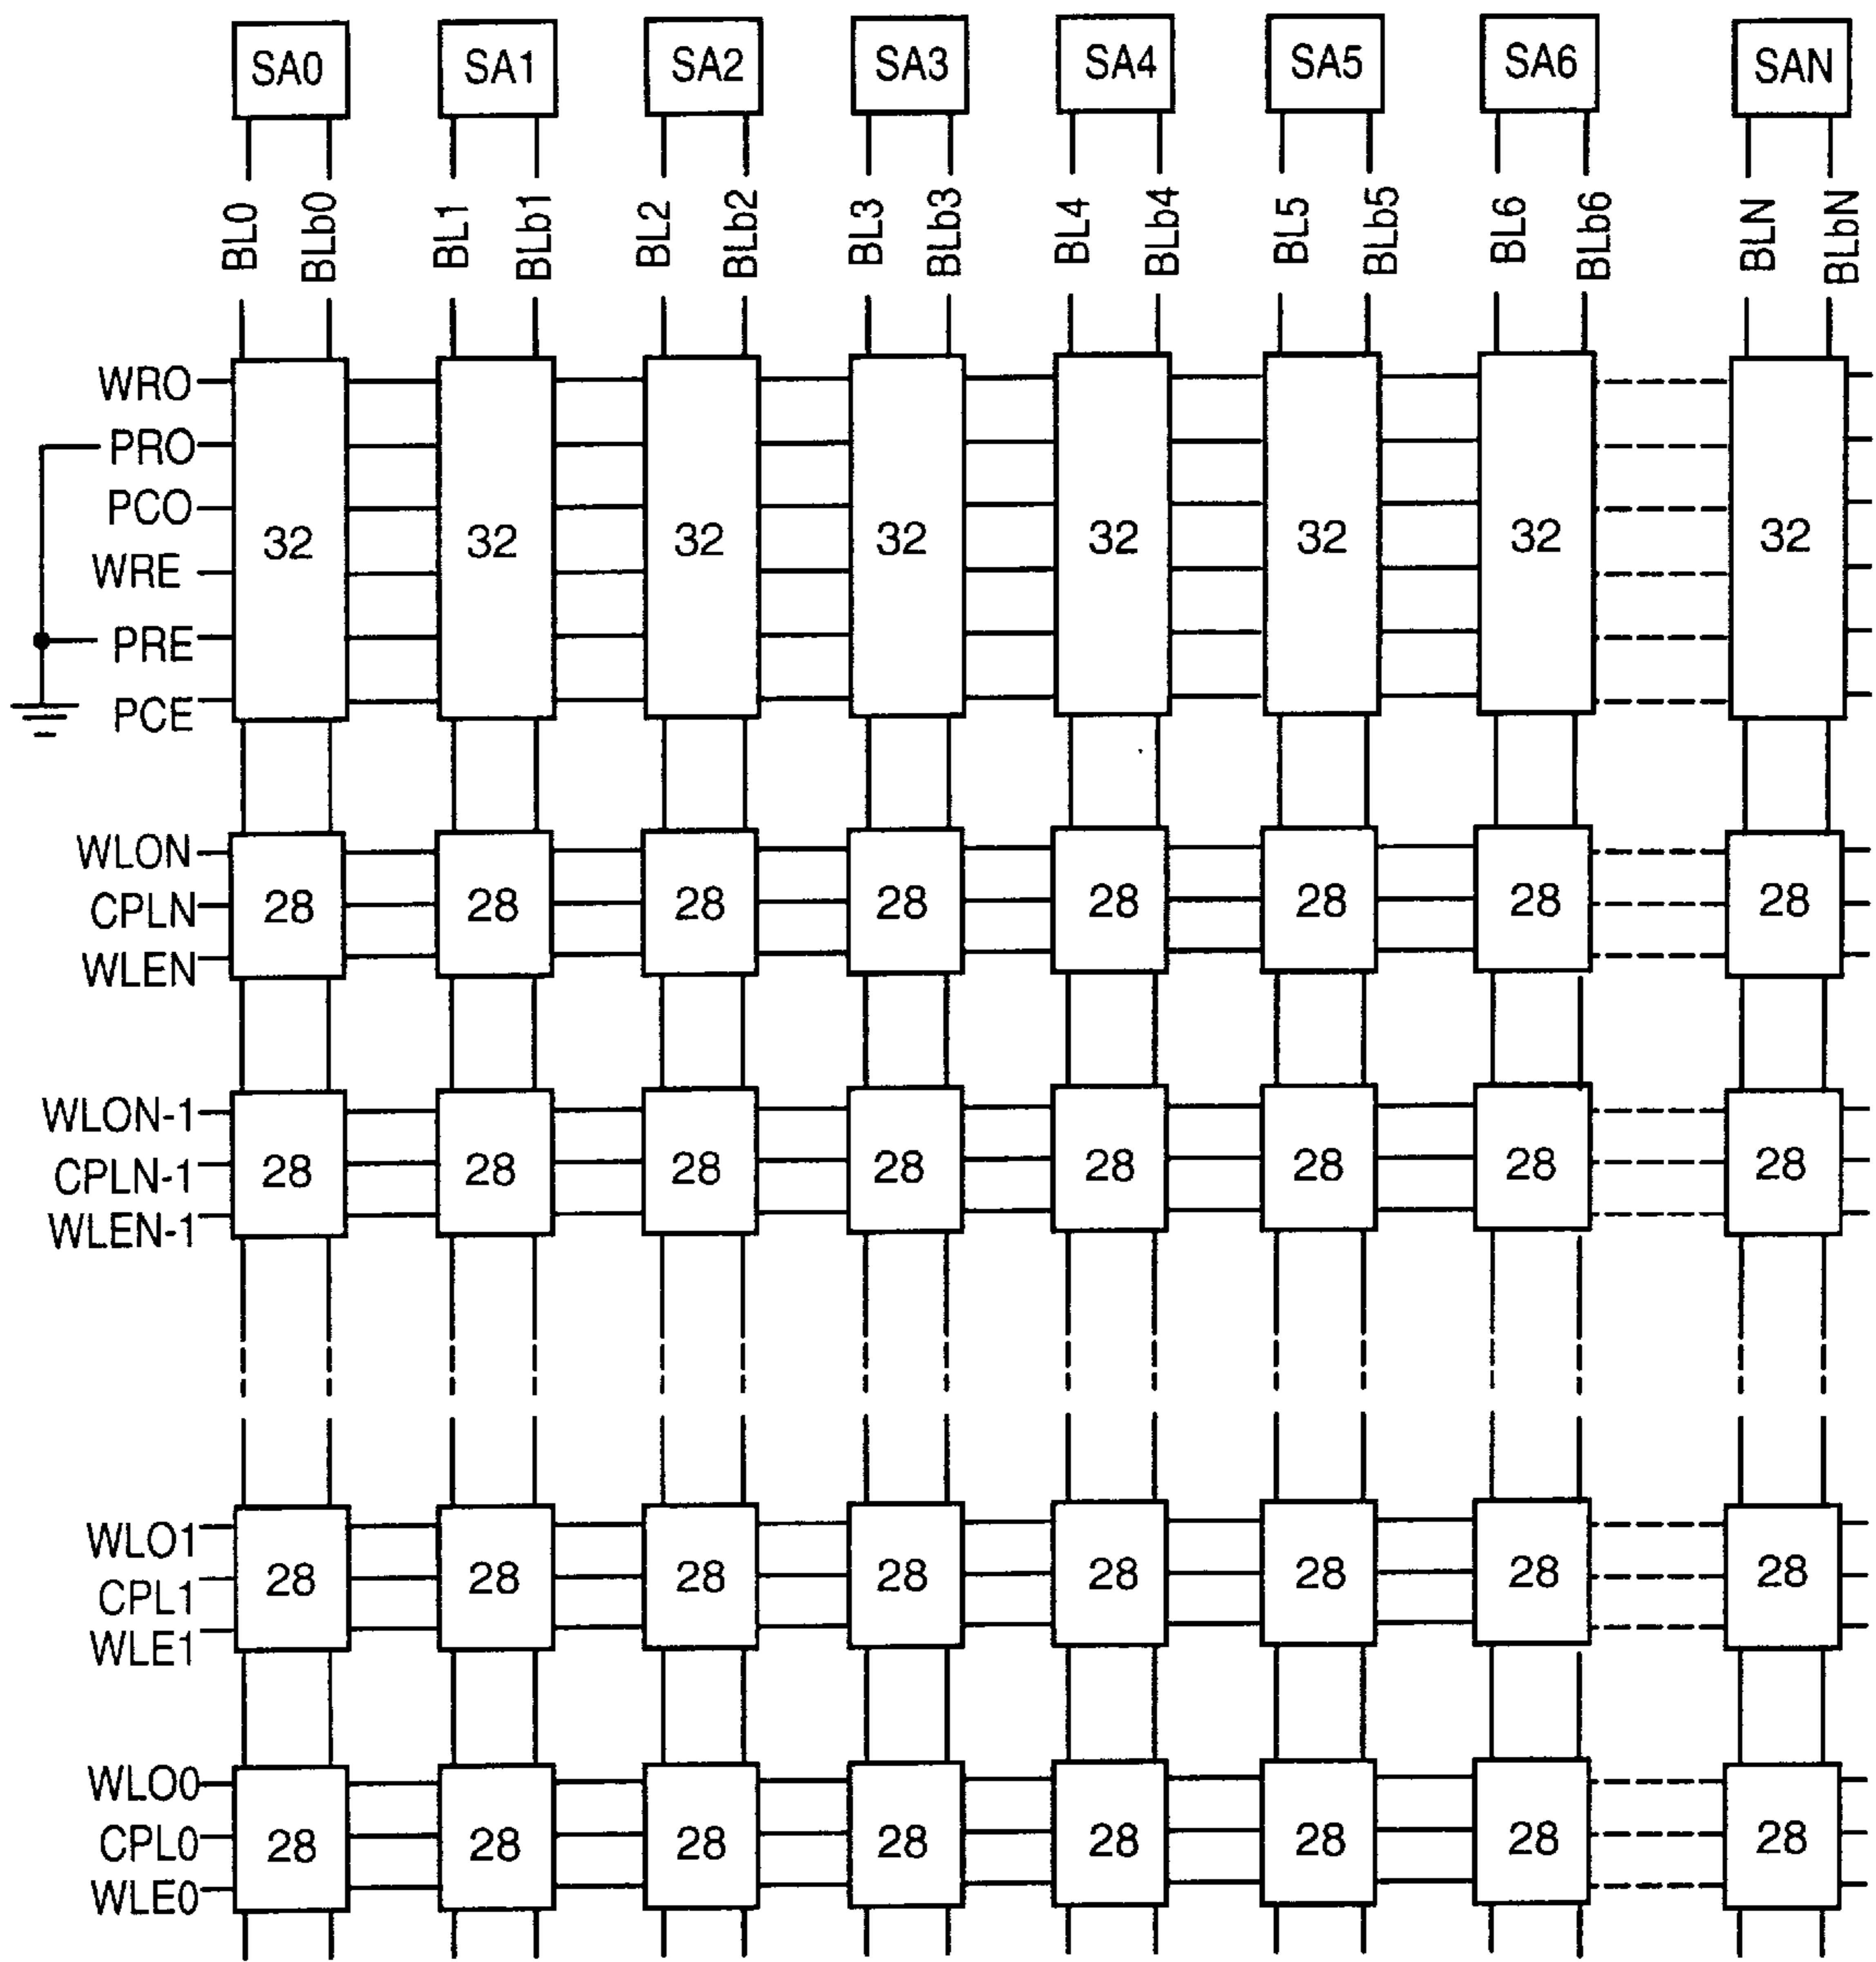 SA0 SA1 SA2 SA3 SA4 SA5 SA6 SAN
BL0 BLb0 BL1 BLb1 BL2 BLb2 BL3 BLb3 BL4 BLb4 BL5 BLb5 BL6 BLb6 BLN BLbN
WRO
PRO
PCO
32 32 32 32 32 32 32 32
WRE
PRE
PCE
WLON
CPLN 28 28 28 28 28 28 28 28
WLEN
WLON-1
CPLN-1 28 28 28 28 28 28 28 28
WLEN-1
WLO1
CPL1 28 28 28 28 28 28 28 28
WLE1
WLO0
CPL0 28 28 28 28 28 28 28 28
WLE0